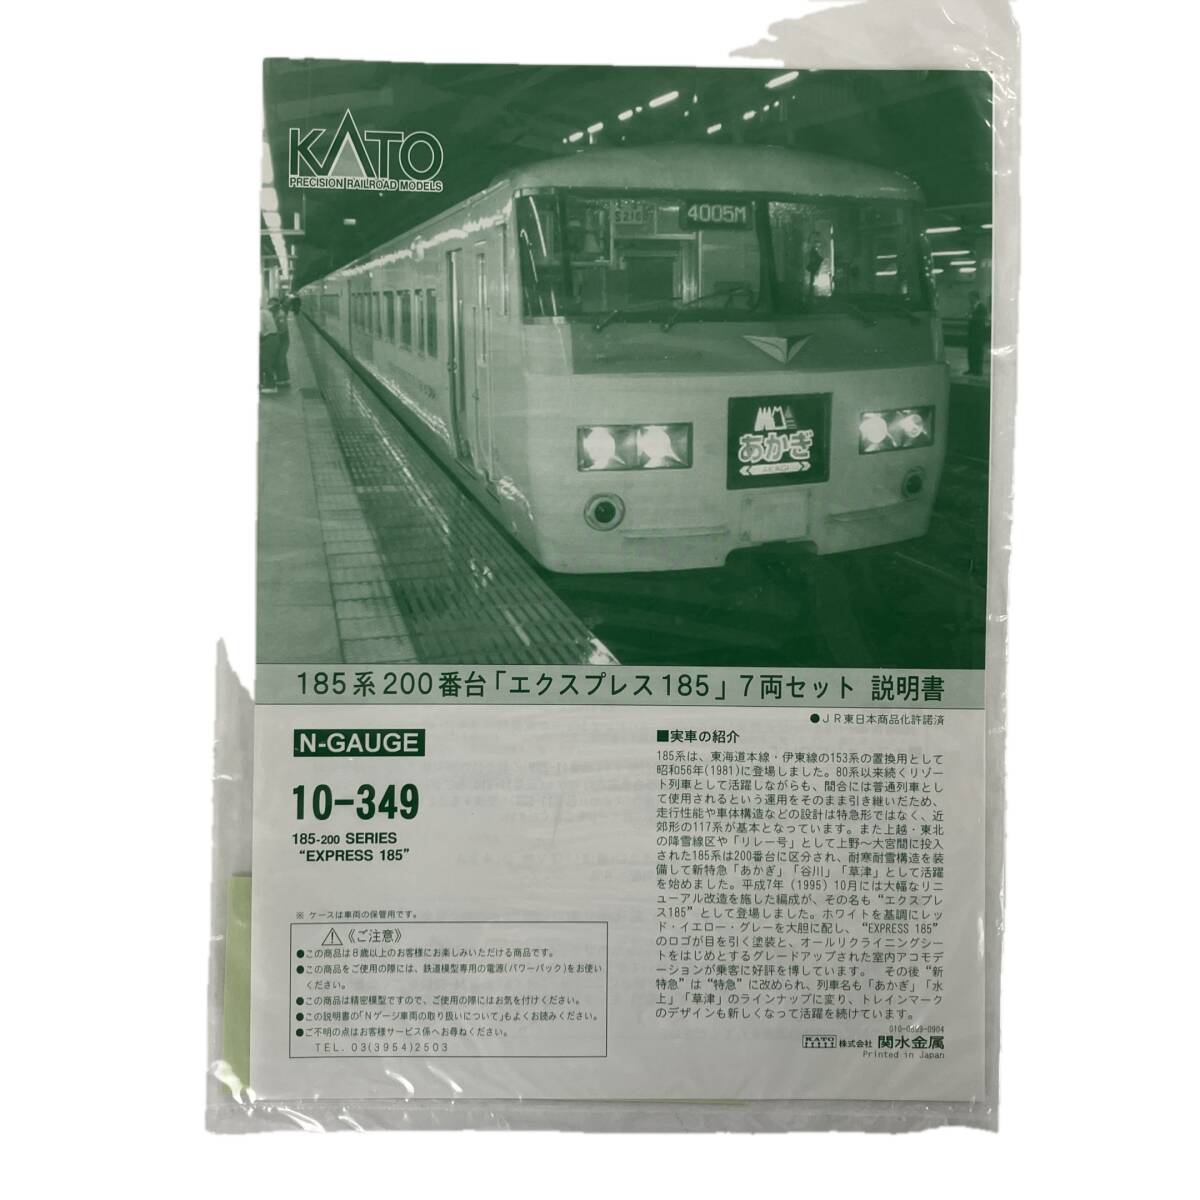 KATO
PRECISION RAILROAD MODELS
4005M
あかぎ
185系200番台「エクスプレス185」7両セット 説明書
●JR東日本商品化許諾済
N-GAUGE
10-349
185-200 SERIES
“EXPRESS 185”
※ ケースは車両の保管用です。
《ご注意》
●この商品は8歳以上のお客様にお楽しみいただける商品です。
●この商品をご使用の際には、鉄道模型専用の電源(パワーパック)をお使い
ください。
●この商品は精密模型ですので、ご使用の際にはお気を付けください。
●この説明書の「Nゲージ車両の取り扱いについて」もよくお読みください。
●ご不明の点はお客様サービス係へお尋ねください。
TEL. 03(3954)2503
■実車の紹介
185系は、東海道本線・伊東線の153系の置換用として
昭和56年(1981)に登場しました。80系以来続くリゾー
ト列車として活躍しながらも、間合には普通列車とし
て使用されるという運用をそのまま引き継いだため、
走行性能や車体構造などの設計は特急形ではなく、近
郊形の117系が基本となっています。また上越・東北
の降雪線区や「リレー号」として上野～大宮間に投入
された185系は200番台に区分され、耐寒耐雪構造を装
備して新特急「あかぎ」「谷川」「草津」として活躍
を始めました。平成7年（1995）10月には大幅なリニ
ューアル改造を施した編成が、その名も“エクスプレ
ス185”として登場しました。ホワイトを基調にレッ
ド・イエロー・グレーを大胆に配し、“EXPRESS 185”
のロゴが目を引く塗装と、オールリクライニングシー
トをはじめとするグレードアップされた室内アコモデ
ーションが乗客に好評を博しています。 その後“新
特急”は“特急”に改められ、列車名も「あかぎ」「水
上」「草津」のラインナップに変り、トレインマーク
のデザインも新しくなって活躍を続けています。
KATO 株式会社 関水金属
Printed in Japan